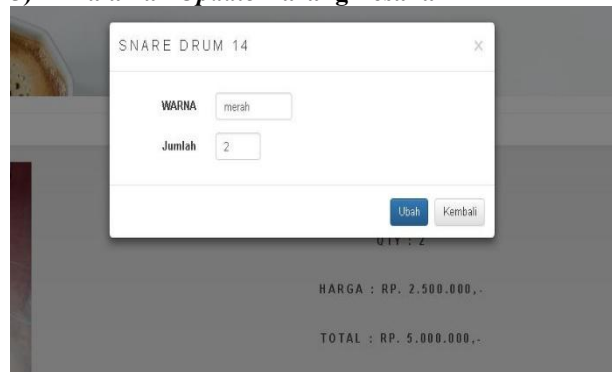 SNARE DRUM 14 X
WARNA merah
Jumlah 2
Ubah Kembali
QTY : 2
HARGA : RP. 2.500.000,-
TOTAL : RP. 5.000.000,-